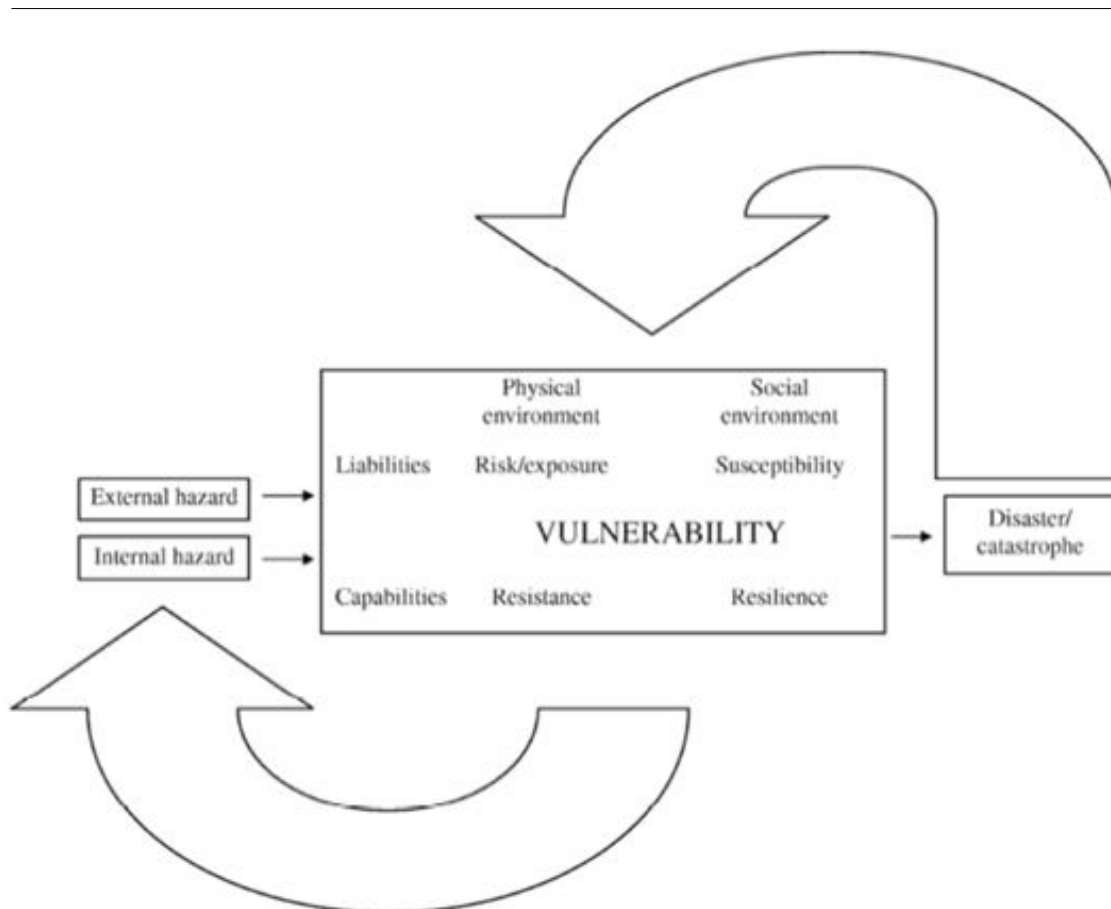 Physical
environment
Social
environment
Liabilities
Risk/exposure
Susceptibility
External hazard
VULNERABILITY
Disaster/
catastrophe
Internal hazard
Capabilities
Resistance
Resilience